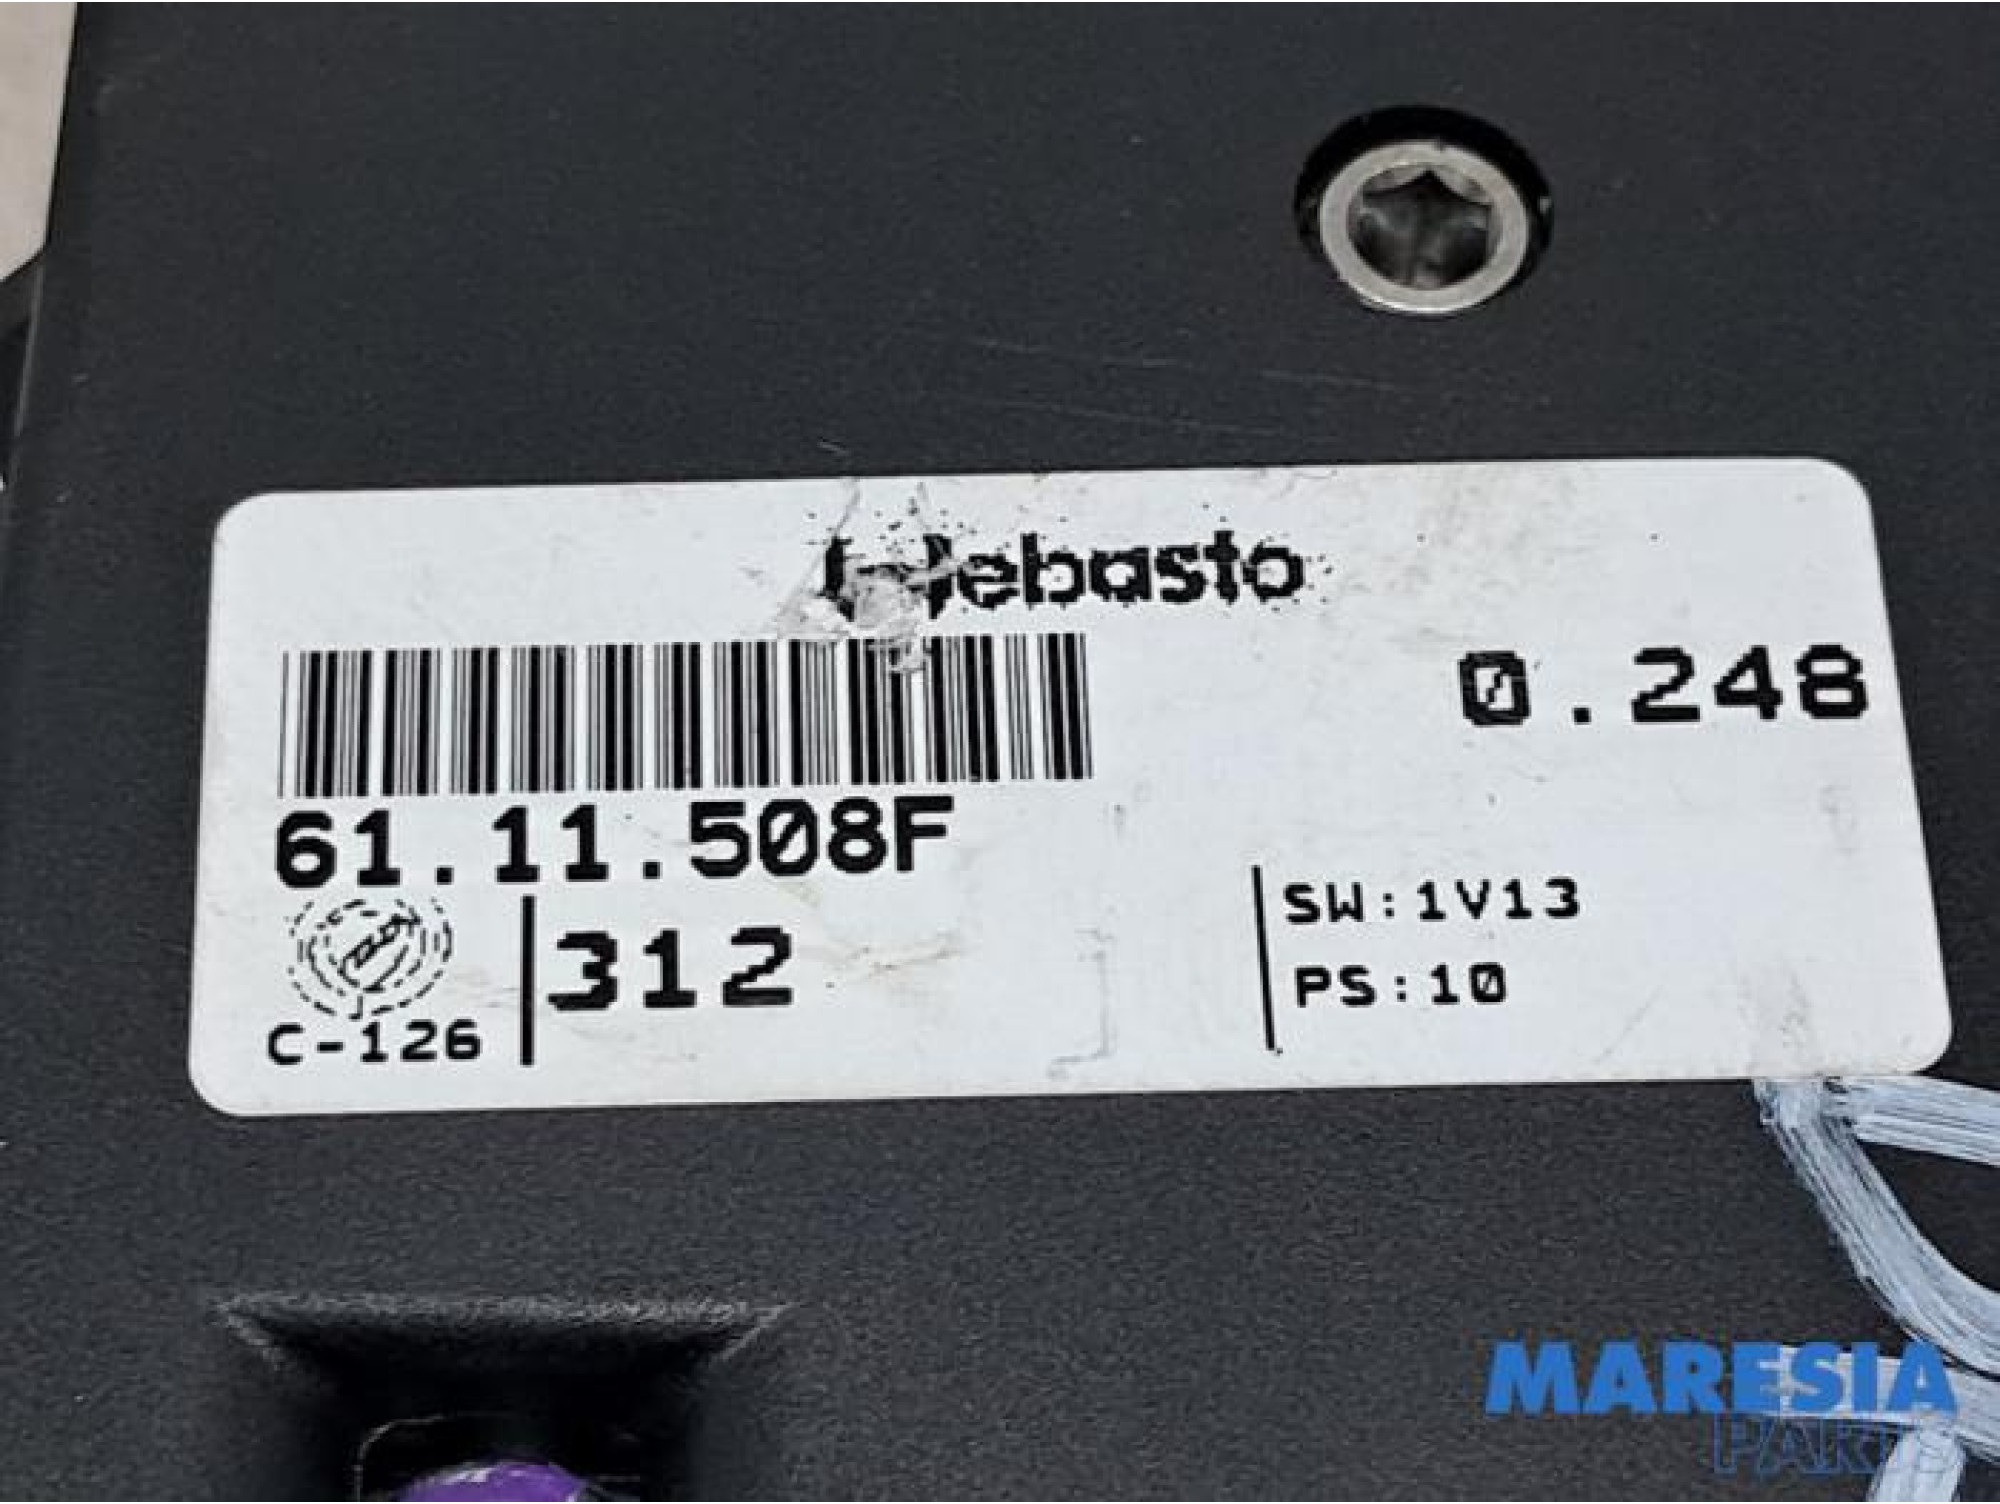 Webasto
0.248
61.11.508F
312
SW:1V13
PS:10
C-126
MARESIA
PARTS